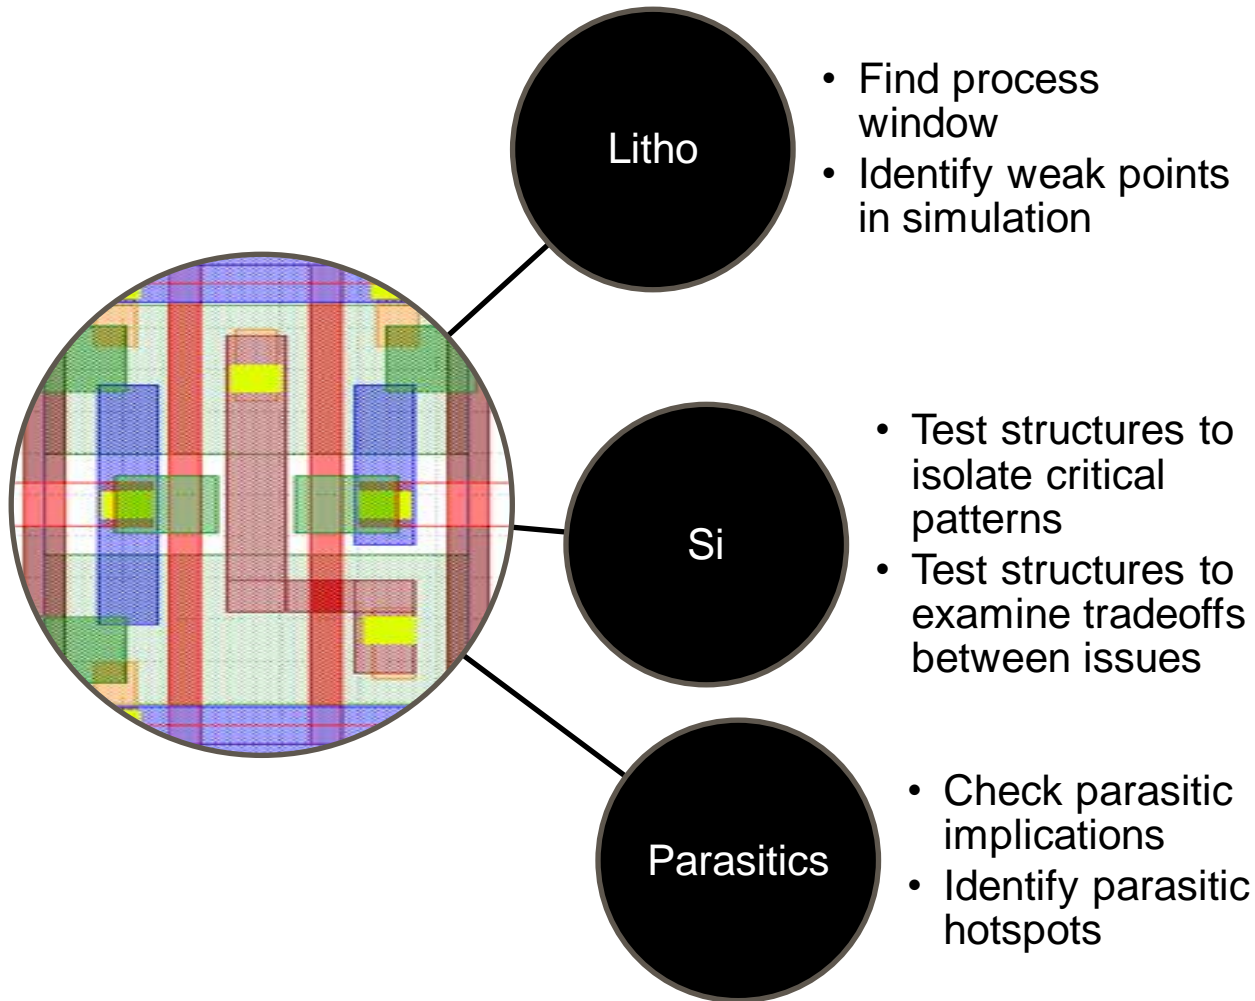 Litho
• Find process
window
• Identify weak points
in simulation
Si
• Test structures to
isolate critical
patterns
• Test structures to
examine tradeoffs
between issues
Parasitics
• Check parasitic
implications
• Identify parasitic
hotspots